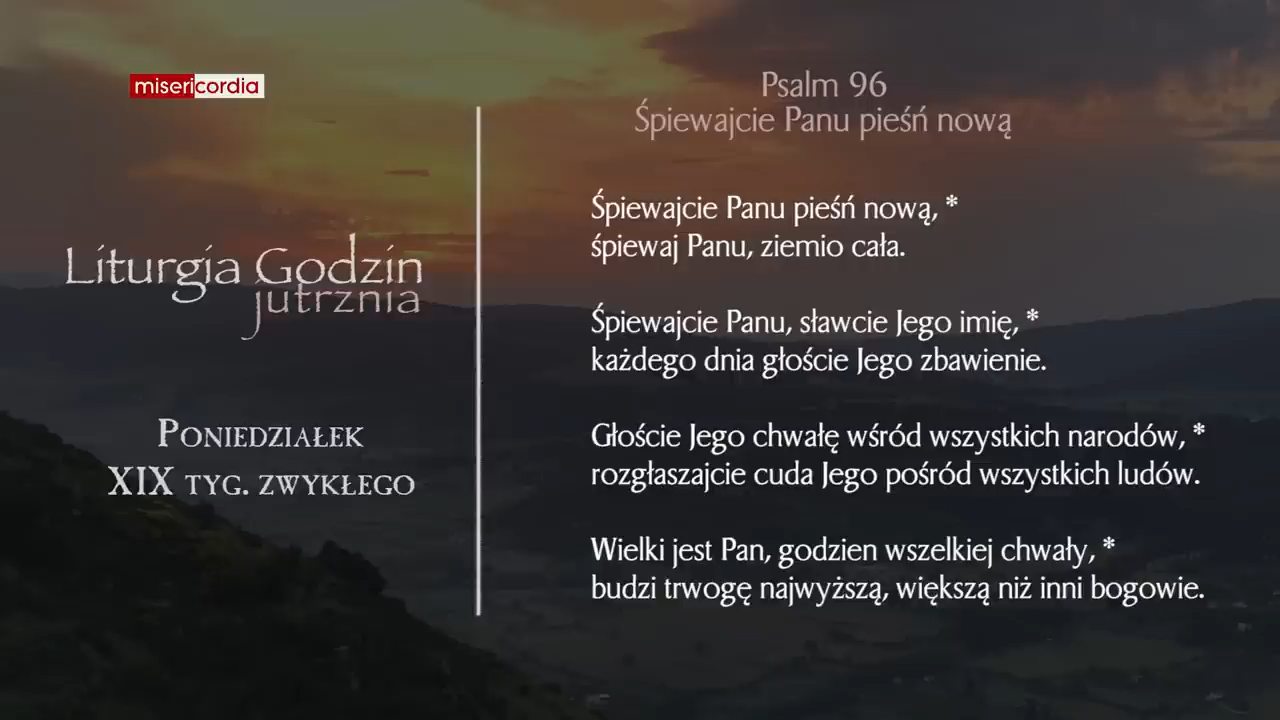 misericordia
Liturgia Godzin
jutrznia
Poniedziałek
XIX tyg. zwykłego
Psalm 96
Śpiewajcie Panu pieśń nową
Śpiewajcie Panu pieśń nową, *
śpiewaj Panu, ziemio cała.
Śpiewajcie Panu, sławcie Jego imię, *
każdego dnia głoście Jego zbawienie.
Głoście Jego chwałę wśród wszystkich narodów, *
rozgłaszajcie cuda Jego pośród wszystkich ludów.
Wielki jest Pan, godzien wszelkiej chwały, *
budzi trwogę najwyższą, większą niż inni bogowie.